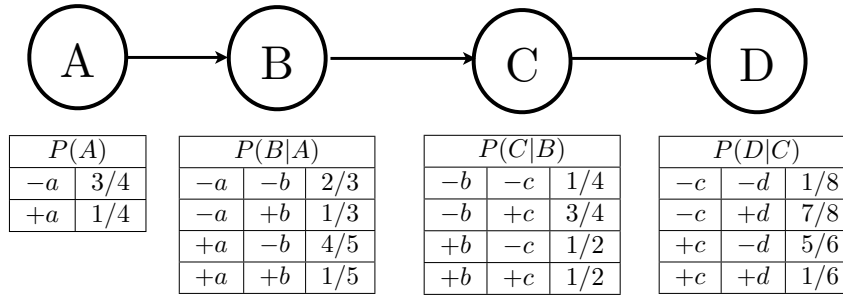 A B C D
P(A) P(B|A) P(C|B) P(D|C)
−a 3/4 −a −b 2/3 −b −c 1/4 −c −d 1/8
+a 1/4 −a +b 1/3 −b +c 3/4 −c +d 7/8
+a −b 4/5 +b −c 1/2 +c −d 5/6
+a +b 1/5 +b +c 1/2 +c +d 1/6